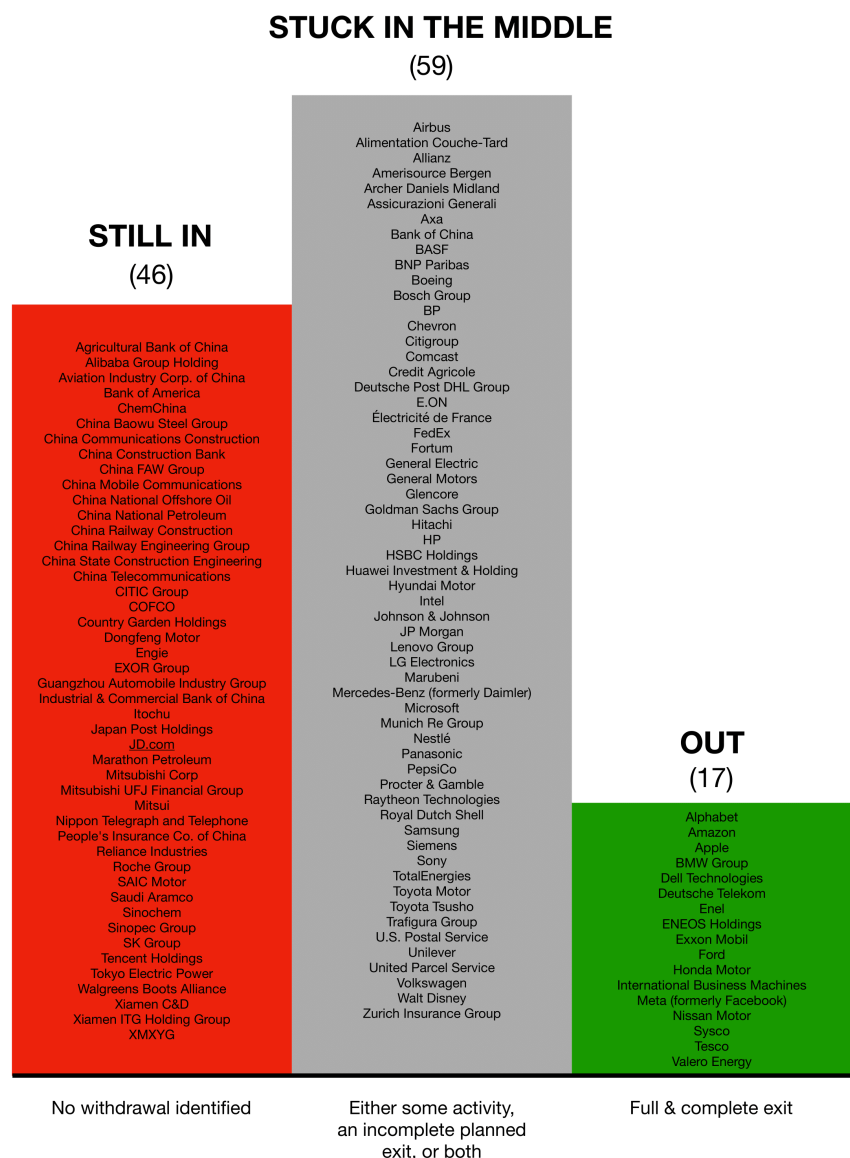 STUCK IN THE MIDDLE
(59)
Airbus
Alimentation Couche-Tard
Allianz
Amerisource Bergen
Archer Daniels Midland
Assicurazioni Generali
Axa
Bank of China
BASF
BNP Paribas
Boeing
Bosch Group
BP
Chevron
Citigroup
Comcast
Credit Agricole
Deutsche Post DHL Group
E.ON
Électricité de France
FedEx
Fortum
General Electric
General Motors
Glencore
Goldman Sachs Group
Hitachi
HP
HSBC Holdings
Huawei Investment & Holding
Hyundai Motor
Intel
Johnson & Johnson
JP Morgan
Lenovo Group
LG Electronics
Marubeni
Mercedes-Benz (formerly Daimler)
Microsoft
Munich Re Group
Nestlé
Panasonic
PepsiCo
Procter & Gamble
Raytheon Technologies
Royal Dutch Shell
Samsung
Siemens
Sony
TotalEnergies
Toyota Motor
Toyota Tsusho
Trafigura Group
U.S. Postal Service
Unilever
United Parcel Service
Volkswagen
Walt Disney
Zurich Insurance Group
STILL IN
(46)
Agricultural Bank of China
Alibaba Group Holding
Aviation Industry Corp. of China
Bank of America
ChemChina
China Baowu Steel Group
China Communications Construction
China Construction Bank
China FAW Group
China Mobile Communications
China National Offshore Oil
China National Petroleum
China Railway Construction
China Railway Engineering Group
China State Construction Engineering
China Telecommunications
CITIC Group
COFCO
Country Garden Holdings
Dongfeng Motor
Engie
EXOR Group
Guangzhou Automobile Industry Group
Industrial & Commercial Bank of China
Itochu
Japan Post Holdings
JD.com
Marathon Petroleum
Mitsubishi Corp
Mitsubishi UFJ Financial Group
Mitsui
Nippon Telegraph and Telephone
People's Insurance Co. of China
Reliance Industries
Roche Group
SAIC Motor
Saudi Aramco
Sinochem
Sinopec Group
SK Group
Tencent Holdings
Tokyo Electric Power
Walgreens Boots Alliance
Xiamen C&D
Xiamen ITG Holding Group
XMXYG
OUT
(17)
Alphabet
Amazon
Apple
BMW Group
Dell Technologies
Deutsche Telekom
Enel
ENEOS Holdings
Exxon Mobil
Ford
Honda Motor
International Business Machines
Meta (formerly Facebook)
Nissan Motor
Sysco
Tesco
Valero Energy
No withdrawal identified
Either some activity,
an incomplete planned
exit. or both
Full & complete exit